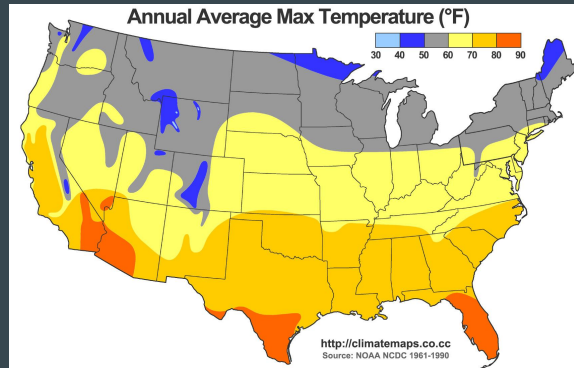 Annual Average Max Temperature (°F)
30 40 50 60 70 80 90
http://climatemaps.co.cc
Source: NOAA NCDC 1961-1990